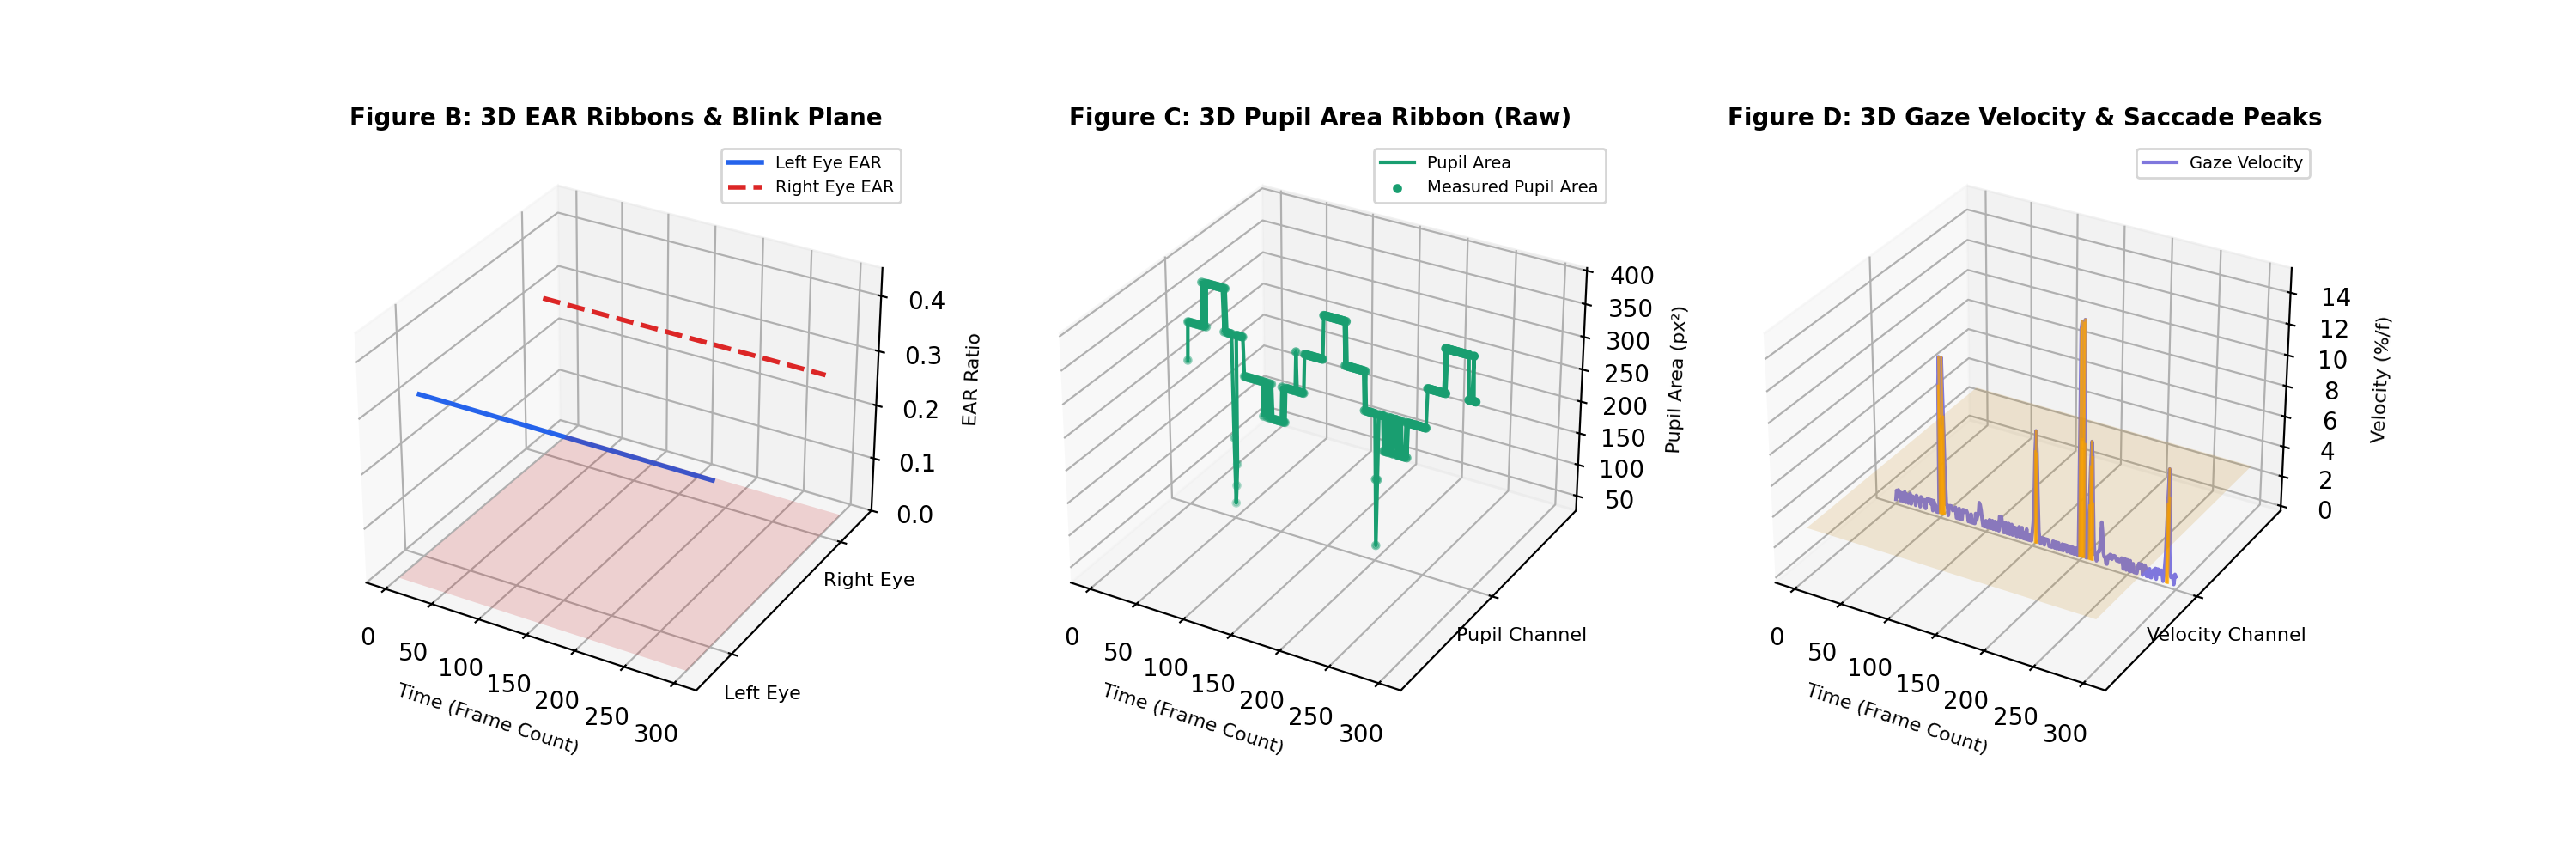 Figure B: 3D EAR Ribbons & Blink Plane
Left Eye EAR
Right Eye EAR
0.4
0.3
0.2
0.1
0.0
EAR Ratio
Right Eye
Left Eye
0
50
100
150
200
250
300
Time (Frame Count)
Figure C: 3D Pupil Area Ribbon (Raw)
Pupil Area
Measured Pupil Area
400
350
300
250
200
150
100
50
Pupil Area (px²)
Pupil Channel
0
50
100
150
200
250
300
Time (Frame Count)
Figure D: 3D Gaze Velocity & Saccade Peaks
Gaze Velocity
14
12
10
8
6
4
2
0
Velocity (%/f)
Velocity Channel
0
50
100
150
200
250
300
Time (Frame Count)